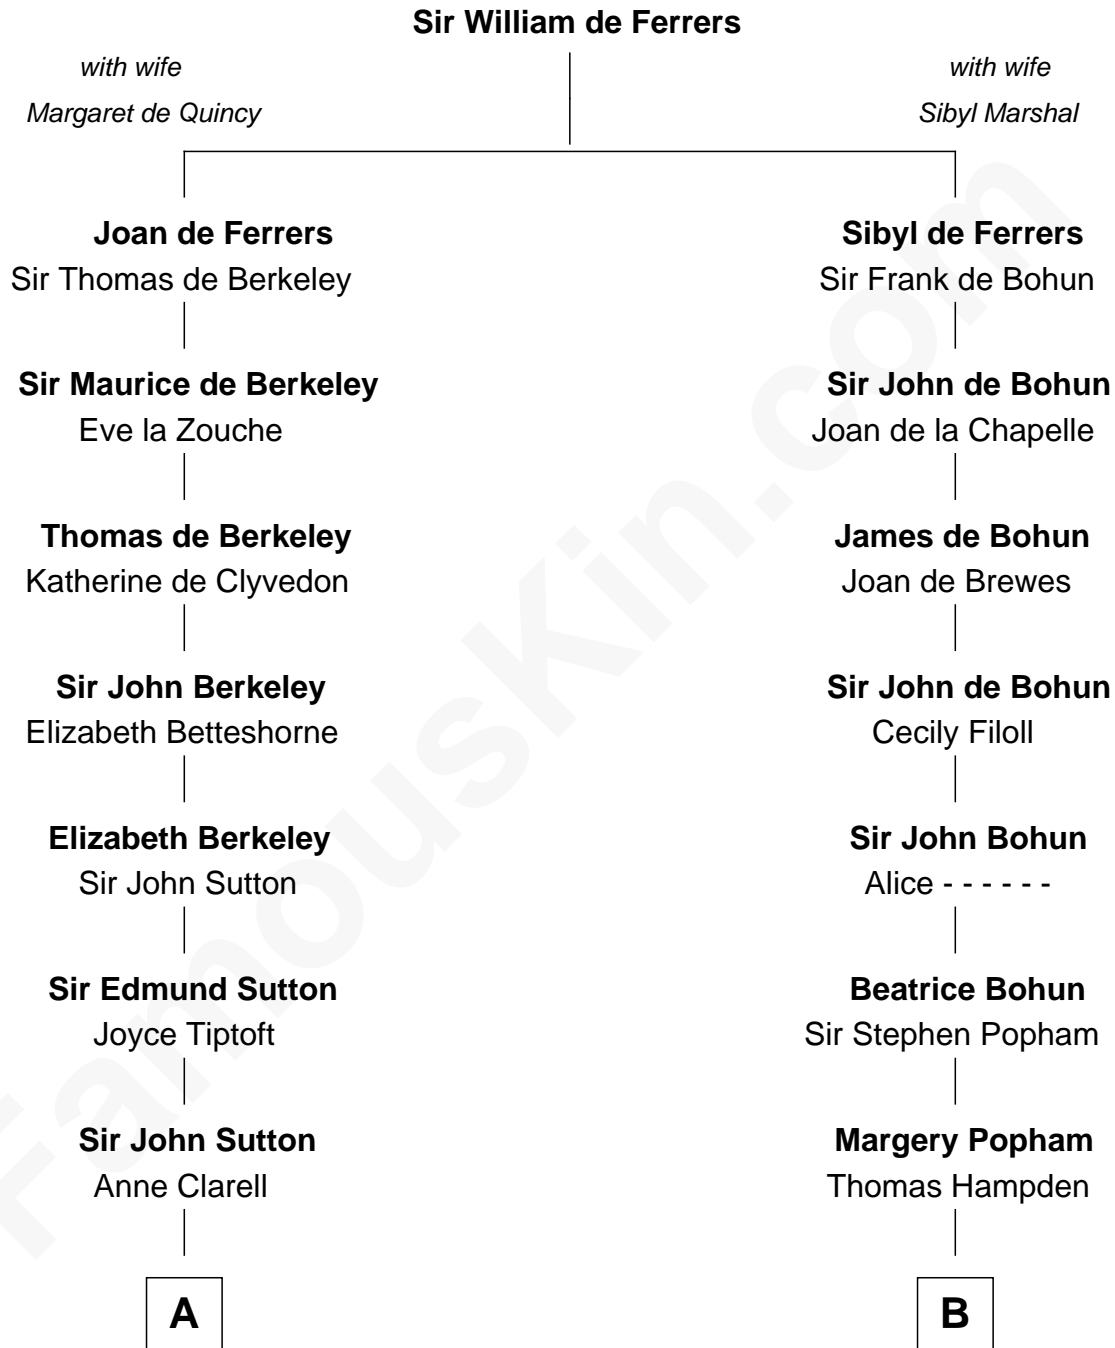 Sir William de Ferrers
with wife
Margaret de Quincy
with wife
Sibyl Marshal
Joan de Ferrers
Sir Thomas de Berkeley
Sibyl de Ferrers
Sir Frank de Bohun
Sir Maurice de Berkeley
Eve la Zouche
Sir John de Bohun
Joan de la Chapelle
Thomas de Berkeley
Katherine de Clyvedon
James de Bohun
Joan de Brewes
Sir John Berkeley
Elizabeth Betteshorne
Sir John de Bohun
Cecily Filoll
Elizabeth Berkeley
Sir John Sutton
Sir John Bohun
Alice - - - - - -
Sir Edmund Sutton
Joyce Tiptoft
Beatrice Bohun
Sir Stephen Popham
Sir John Sutton
Anne Clarell
Margery Popham
Thomas Hampden
A
B
FamousKin.com